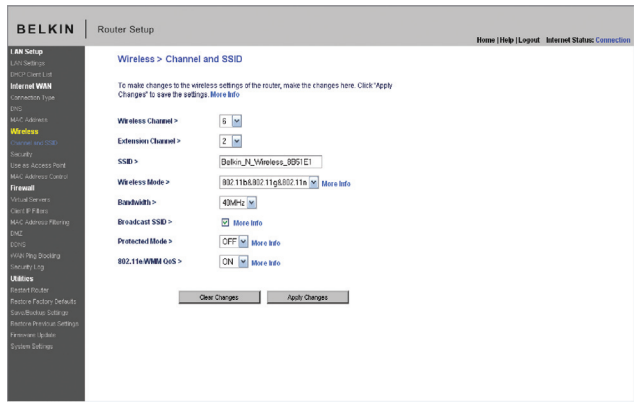 BELKIN
Router Setup
Home | Help | Logout Internet Status: Connection
LAN Setup
LAN Settings
DHCP Client List
Internet WAN
Connection Type
DNS
MAC Address
Wireless
Channel and SSID
Security
Use as Access Point
MAC Address Control
Firewall
Virtual Servers
Client IP Filters
MAC Address Filtering
DMZ
DDNS
WAN Ping Blocking
Security Log
Utilities
Restart Router
Restore Factory Defaults
Save/Backup Settings
Restore Previous Settings
Firmware Update
System Settings
Wireless > Channel and SSID
To make changes to the wireless settings of the router, make the changes here. Click "Apply
Changes" to save the settings. More Info
Wireless Channel > 6
Extension Channel > 2
SSID > Belkin_N_Wireless_8B51E1
Wireless Mode > 802.11b&802.11g&802.11n More Info
Bandwidth > 40MHz
Broadcast SSID > More Info
Protected Mode > OFF More Info
802.11e/WMM QoS > ON More Info
Clear Changes Apply Changes